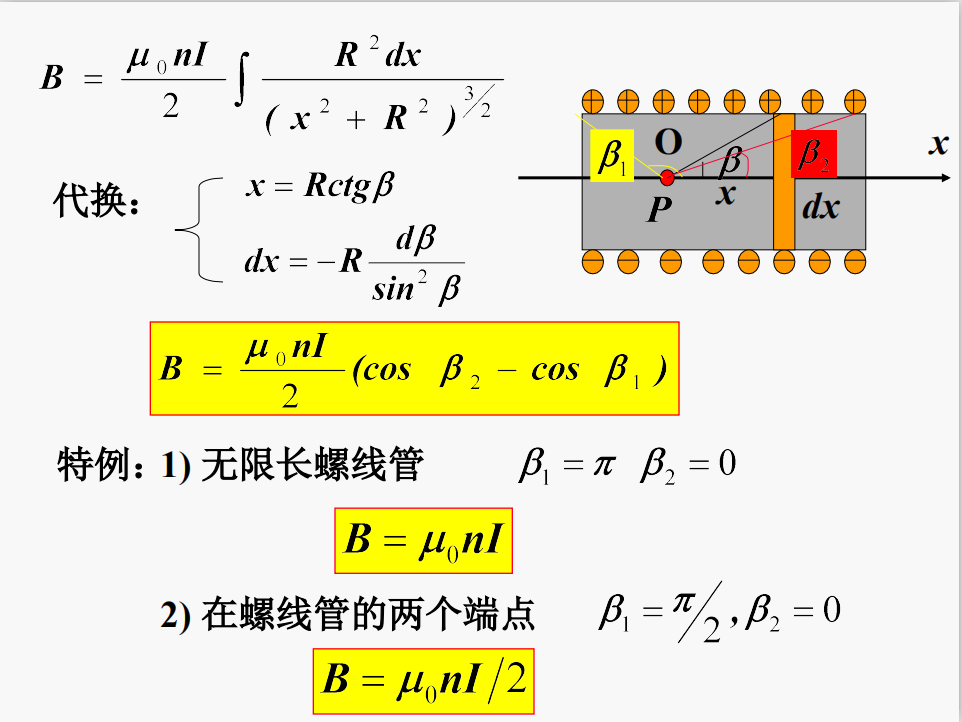 B = μ₀nI/2 ∫ R²dx/(x² + R²)^3/2
O
x
β₁
β
β₂
P
x
dx
代换：
x = Rctgβ
dx = −R dβ/sin²β
B = μ₀nI/2 (cos β₂ − cos β₁)
特例：1) 无限长螺线管 β₁ = π β₂ = 0
B = μ₀nI
2) 在螺线管的两个端点 β₁ = π/2 , β₂ = 0
B = μ₀nI/2